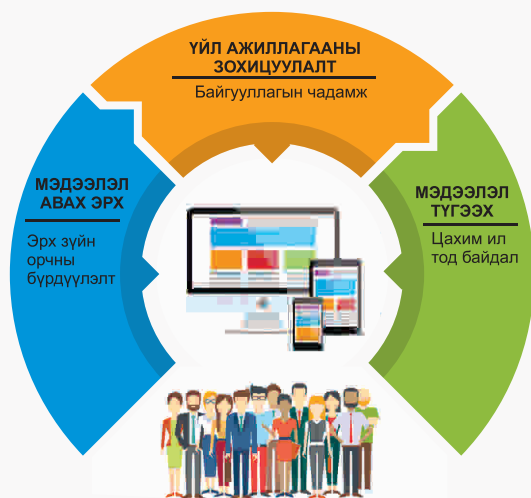 ҮЙЛ АЖИЛЛАГААНЫ
ЗОХИЦУУЛАЛТ
Байгууллагын чадамж
МЭДЭЭЛЭЛ
АВАХ ЭРХ
Эрх зүйн
орчны
бүрдүүлэлт
МЭДЭЭЛЭЛ
ТҮГЭЭХ
Цахим ил
тод байдал